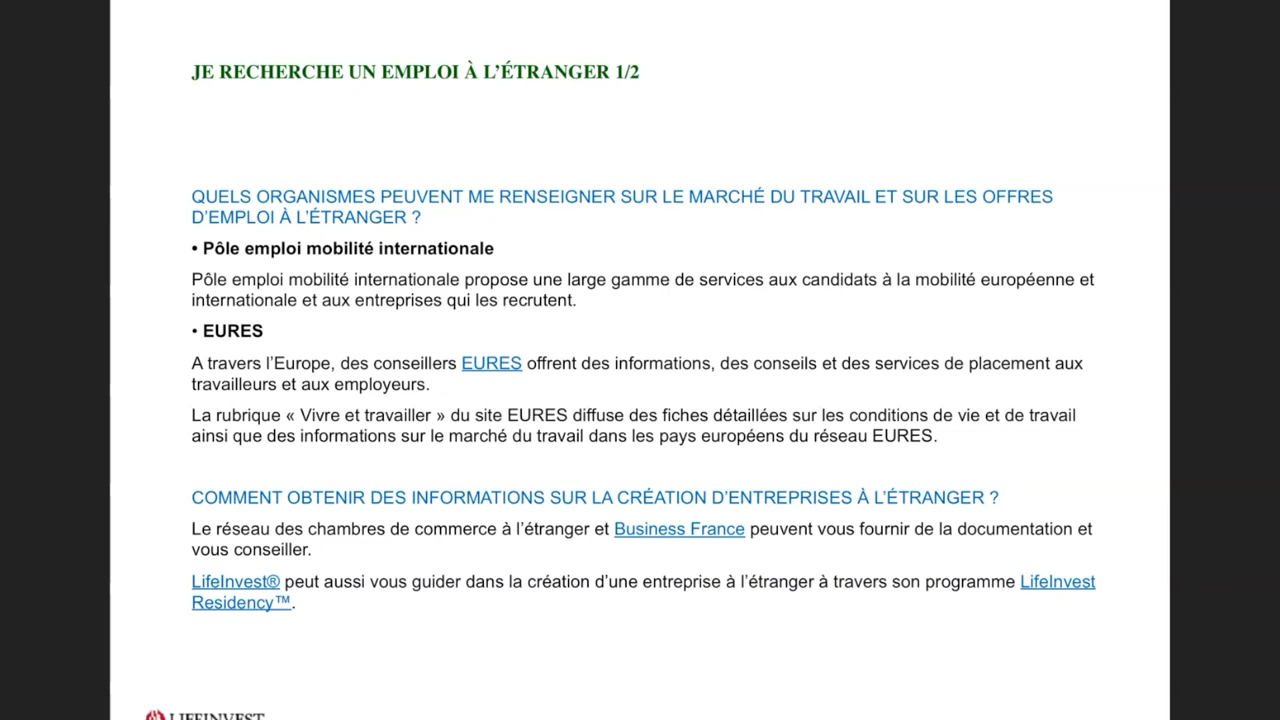 JE RECHERCHE UN EMPLOI À L’ÉTRANGER 1/2
QUELS ORGANISMES PEUVENT ME RENSEIGNER SUR LE MARCHÉ DU TRAVAIL ET SUR LES OFFRES
D’EMPLOI À L’ÉTRANGER ?
• Pôle emploi mobilité internationale
Pôle emploi mobilité internationale propose une large gamme de services aux candidats à la mobilité européenne et
internationale et aux entreprises qui les recrutent.
• EURES
A travers l’Europe, des conseillers EURES offrent des informations, des conseils et des services de placement aux
travailleurs et aux employeurs.
La rubrique « Vivre et travailler » du site EURES diffuse des fiches détaillées sur les conditions de vie et de travail
ainsi que des informations sur le marché du travail dans les pays européens du réseau EURES.
COMMENT OBTENIR DES INFORMATIONS SUR LA CRÉATION D’ENTREPRISES À L’ÉTRANGER ?
Le réseau des chambres de commerce à l’étranger et Business France peuvent vous fournir de la documentation et
vous conseiller.
LifeInvest® peut aussi vous guider dans la création d’une entreprise à l’étranger à travers son programme LifeInvest
Residency™.
LIFEINVEST